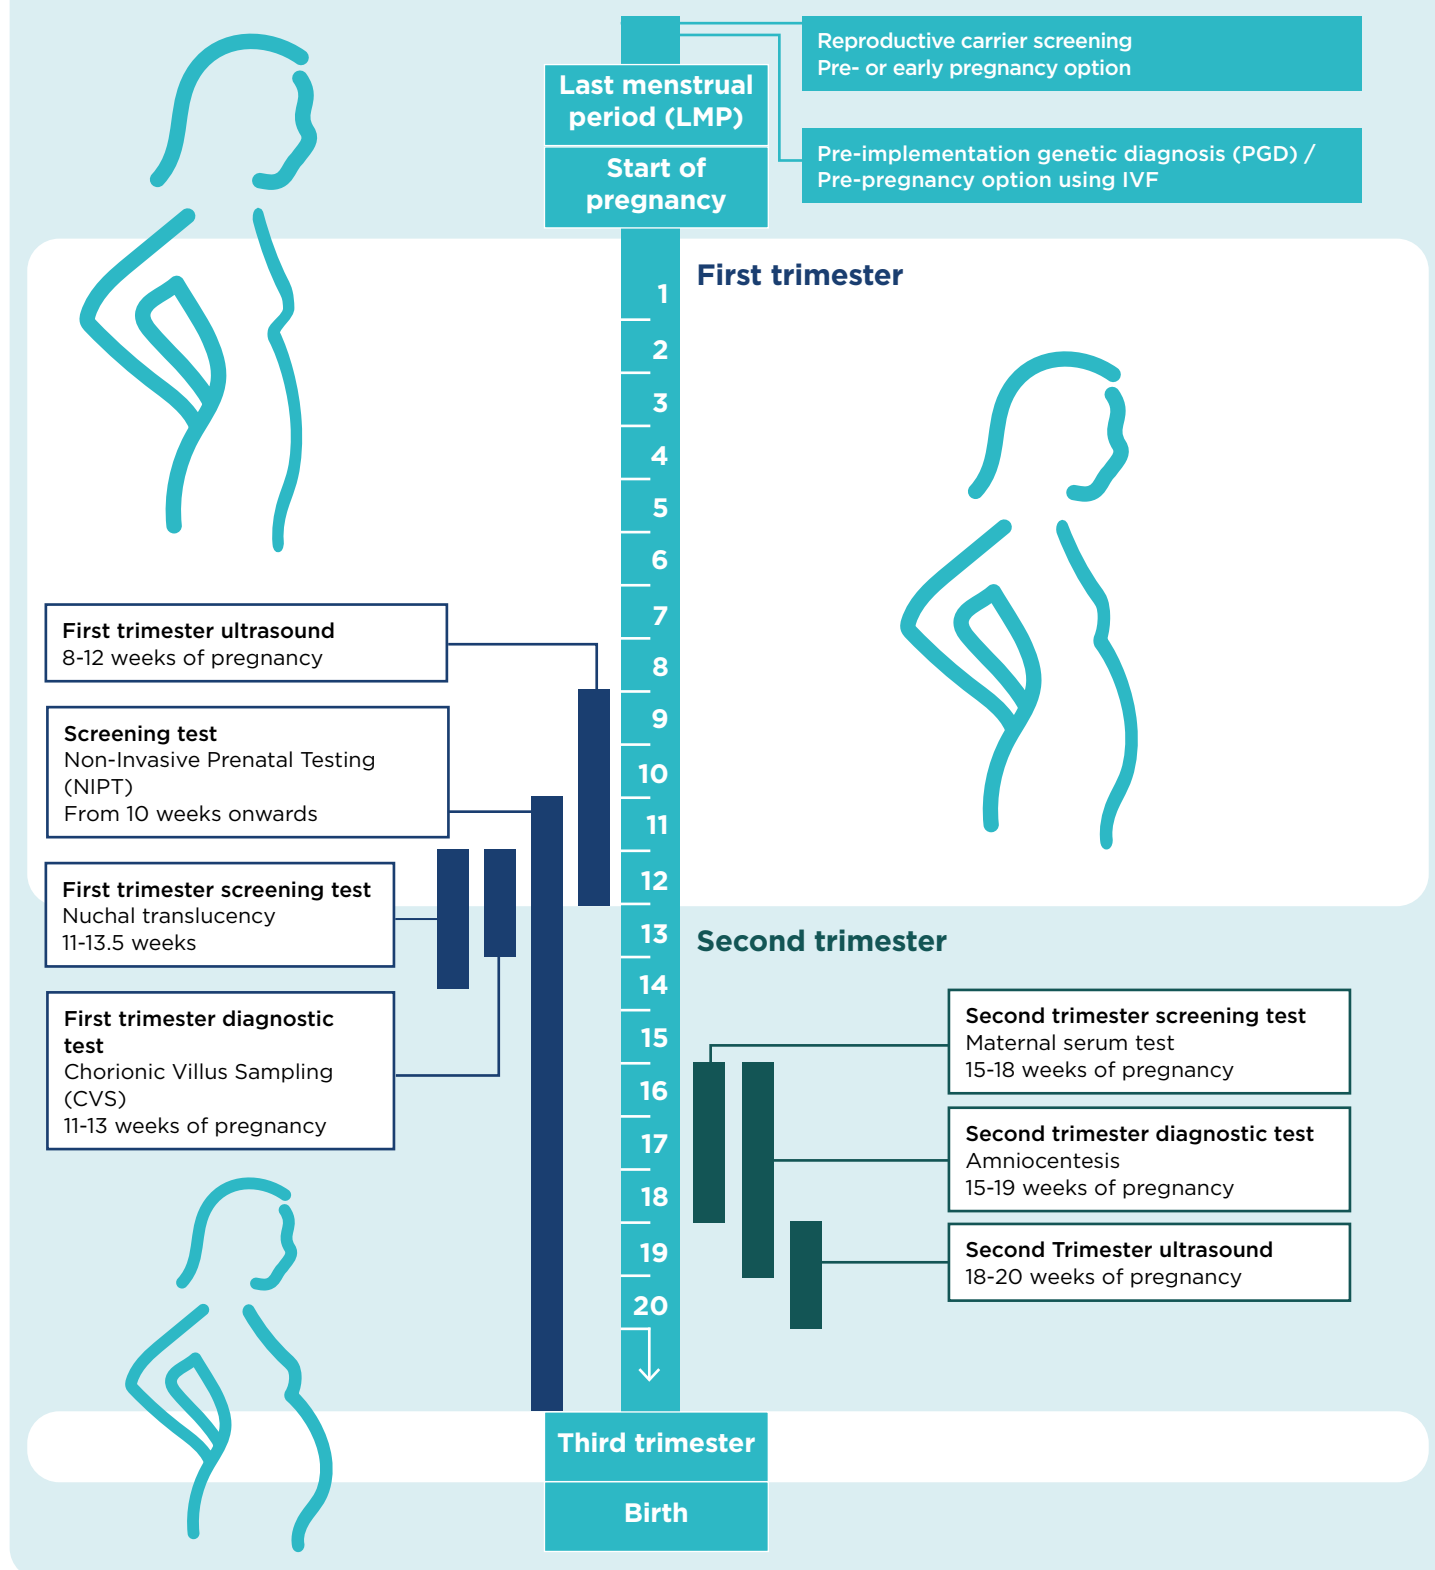 Reproductive carrier screening
Pre- or early pregnancy option
Last menstrual
period (LMP)
Pre-implementation genetic diagnosis (PGD) /
Pre-pregnancy option using IVF
Start of
pregnancy
First trimester
1
2
3
4
5
6
7
8
9
10
11
12
13
14
15
16
17
18
19
20
First trimester ultrasound
8-12 weeks of pregnancy
Screening test
Non-Invasive Prenatal Testing
(NIPT)
From 10 weeks onwards
First trimester screening test
Nuchal translucency
11-13.5 weeks
First trimester diagnostic
test
Chorionic Villus Sampling
(CVS)
11-13 weeks of pregnancy
Second trimester
Second trimester screening test
Maternal serum test
15-18 weeks of pregnancy
Second trimester diagnostic test
Amniocentesis
15-19 weeks of pregnancy
Second Trimester ultrasound
18-20 weeks of pregnancy
Third trimester
Birth